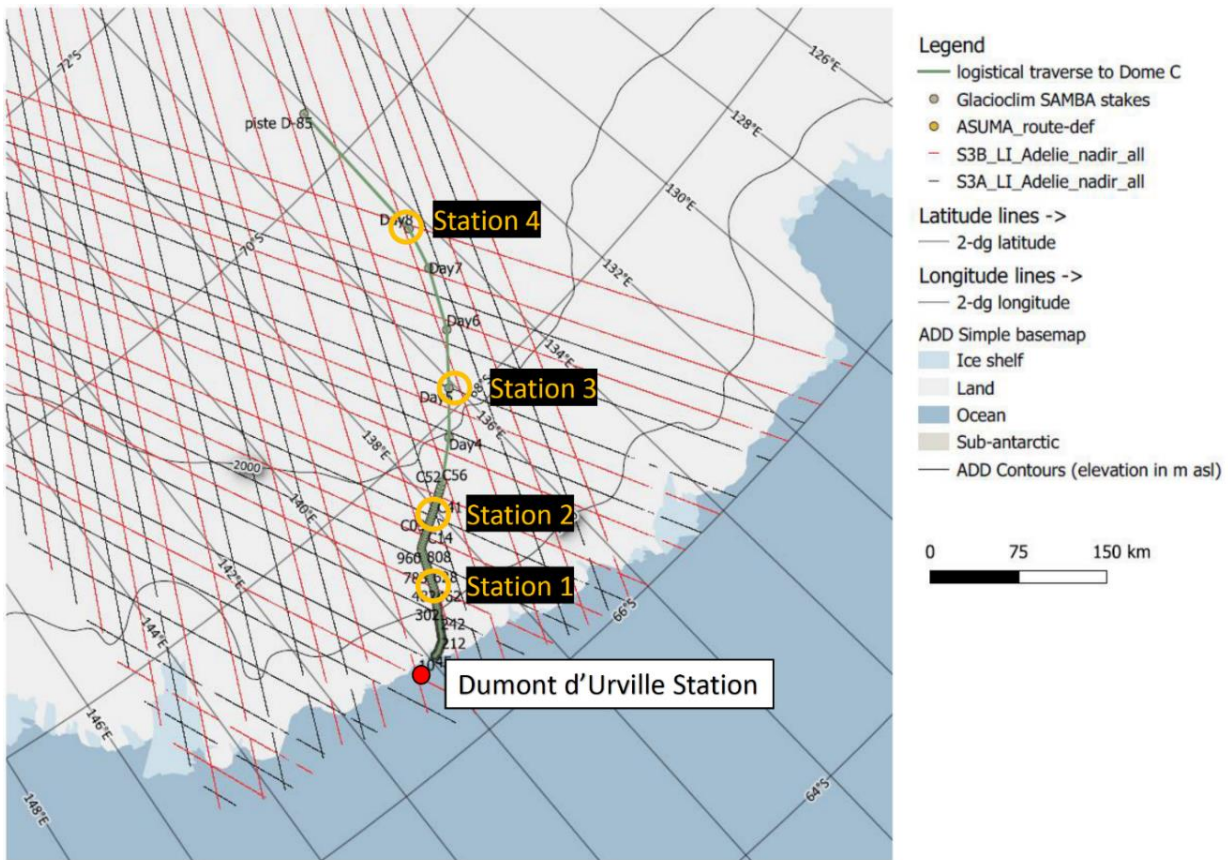 72°S
126°E
128°E
130°E
132°E
134°E
136°E
138°E
140°E
142°E
144°E
146°E
148°E
70°S
66°S
64°S
2000
piste D-85
Day8
Station 4
Day7
Day6
Station 3
Day4
C52
C56
C41
Station 2
C14
966
808
Station 1
302
242
212
Dumont d'Urville Station
Legend
logistical traverse to Dome C
Glacioclim SAMBA stakes
ASUMA_route-def
S3B_LI_Adelie_nadir_all
S3A_LI_Adelie_nadir_all
Latitude lines ->
2-dg latitude
Longitude lines ->
2-dg longitude
ADD Simple basemap
Ice shelf
Land
Ocean
Sub-antarctic
ADD Contours (elevation in m asl)
0 75 150 km